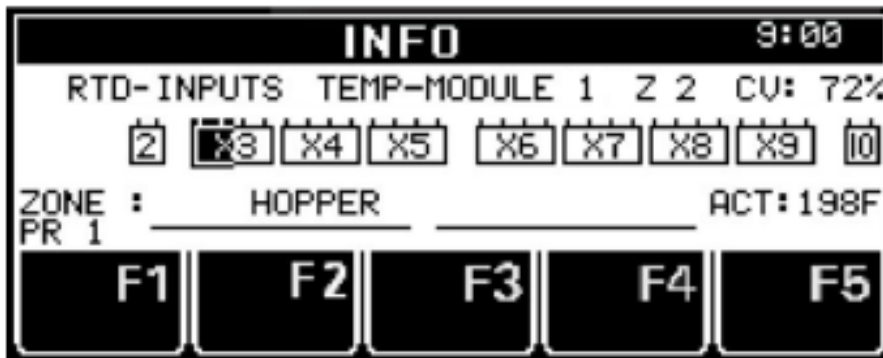 INFO 9:00
RTD-INPUTS TEMP-MODULE 1 Z 2 CV: 72%
2 X3 X4 X5 X6 X7 X8 X9 10
ZONE : HOPPER ACT:198F
PR 1
F1 F2 F3 F4 F5